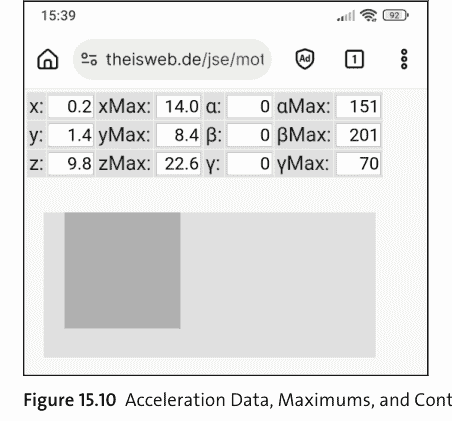 15:39
92
Ad
theisweb.de/jse/mot
1
x: 0.2 xMax: 14.0 α: 0 αMax: 151
y: 1.4 yMax: 8.4 β: 0 βMax: 201
z: 9.8 zMax: 22.6 γ: 0 γMax: 70
Figure 15.10 Acceleration Data, Maximums, and Cont